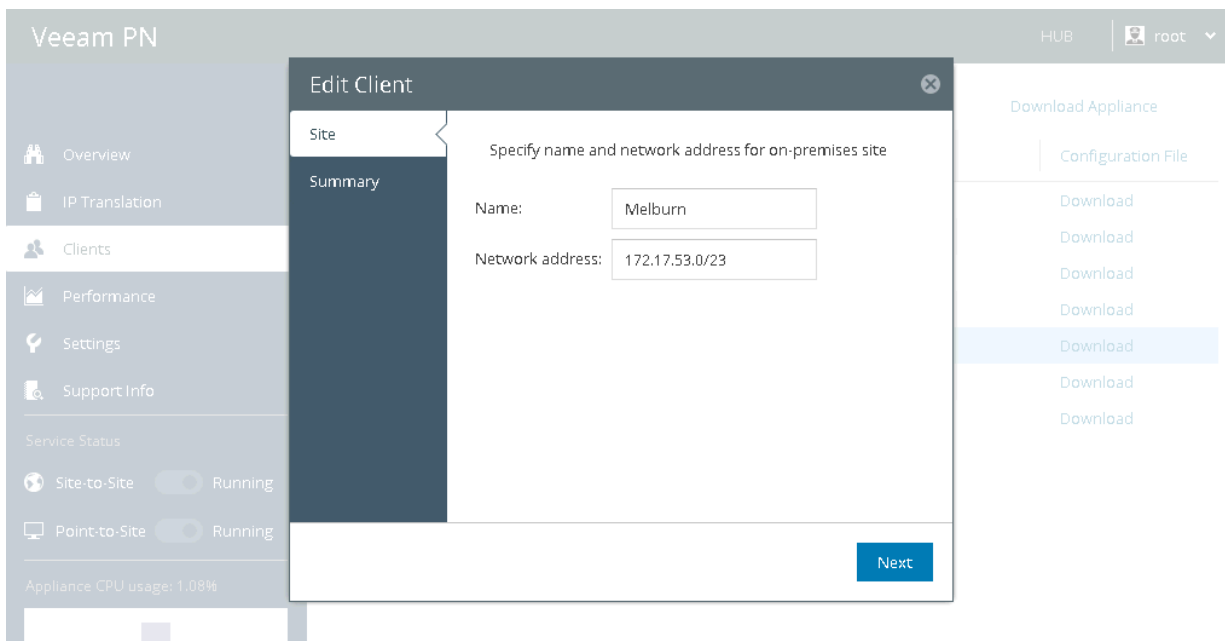 Veeam PN
HUB
root
Edit Client
Download Appliance
Site
Specify name and network address for on-premises site
Overview
Configuration File
Summary
IP Translation
Name:
Melburn
Download
Download
Clients
Network address:
172.17.53.0/23
Download
Performance
Download
Settings
Download
Support Info
Download
Download
Service Status
Site-to-Site
Running
Point-to-Site
Running
Next
Appliance CPU usage: 1.08%